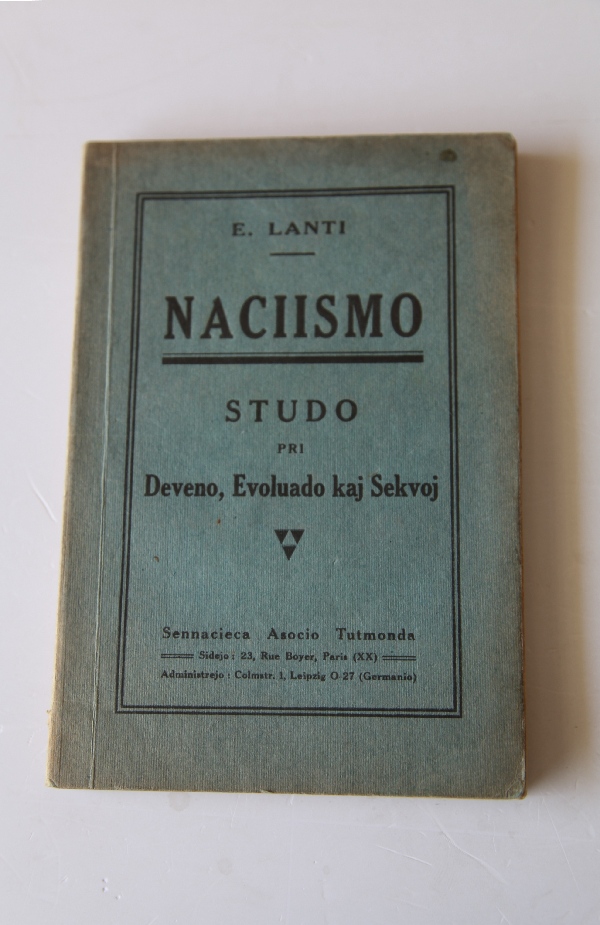 E. LANTI
NACIISMO
STUDO
PRI
Deveno, Evoluado kaj Sekvoj
Sennacieca Asocio Tutmonda
Sidejo : 23, Rue Boyer, Paris (XX)
Administrejo : Colmstr. 1, Leipzig O 27 (Germanio)